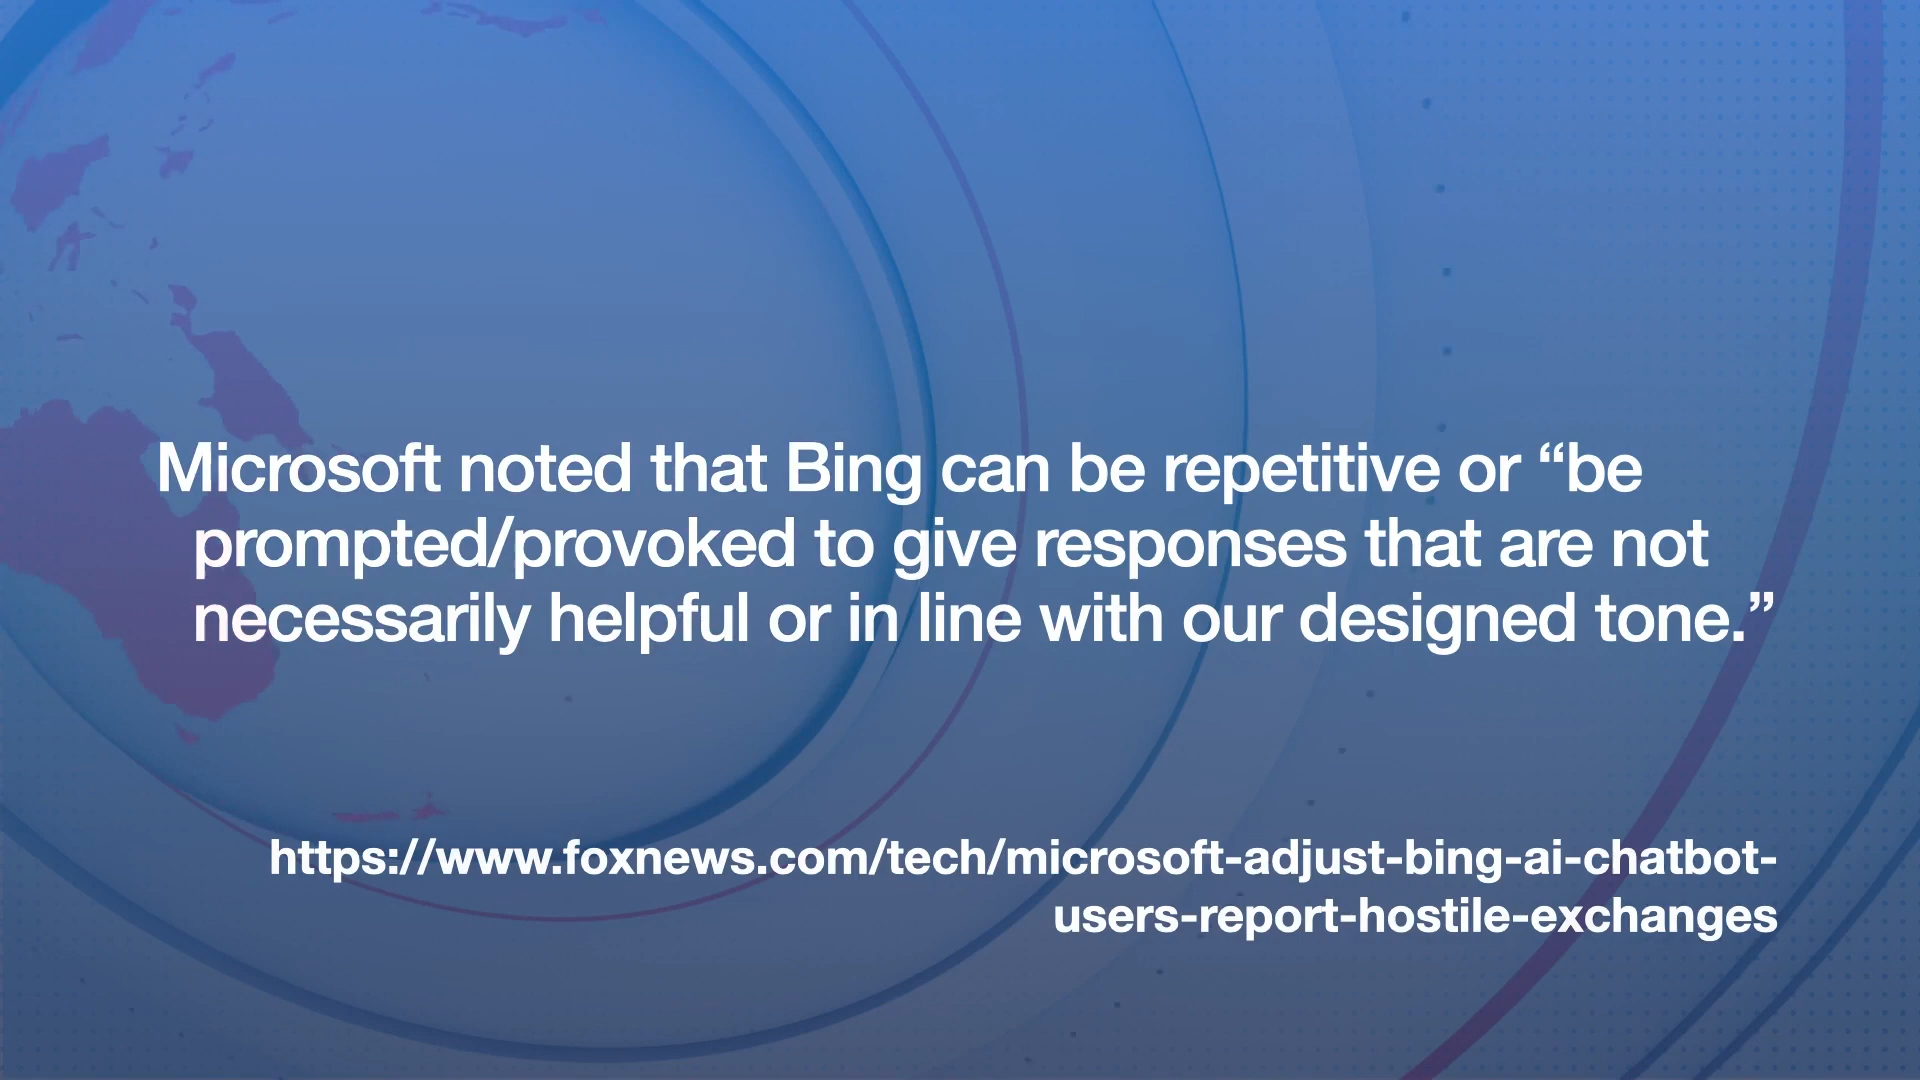 Microsoft noted that Bing can be repetitive or “be
prompted/provoked to give responses that are not
necessarily helpful or in line with our designed tone.”
https://www.foxnews.com/tech/microsoft-adjust-bing-ai-chatbot-
users-report-hostile-exchanges